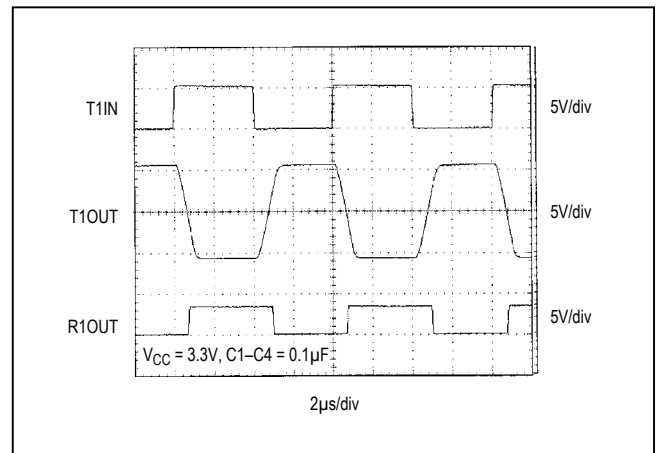 T1IN
5V/div
T1OUT
5V/div
R1OUT
5V/div
VCC = 3.3V, C1–C4 = 0.1µF
2µs/div